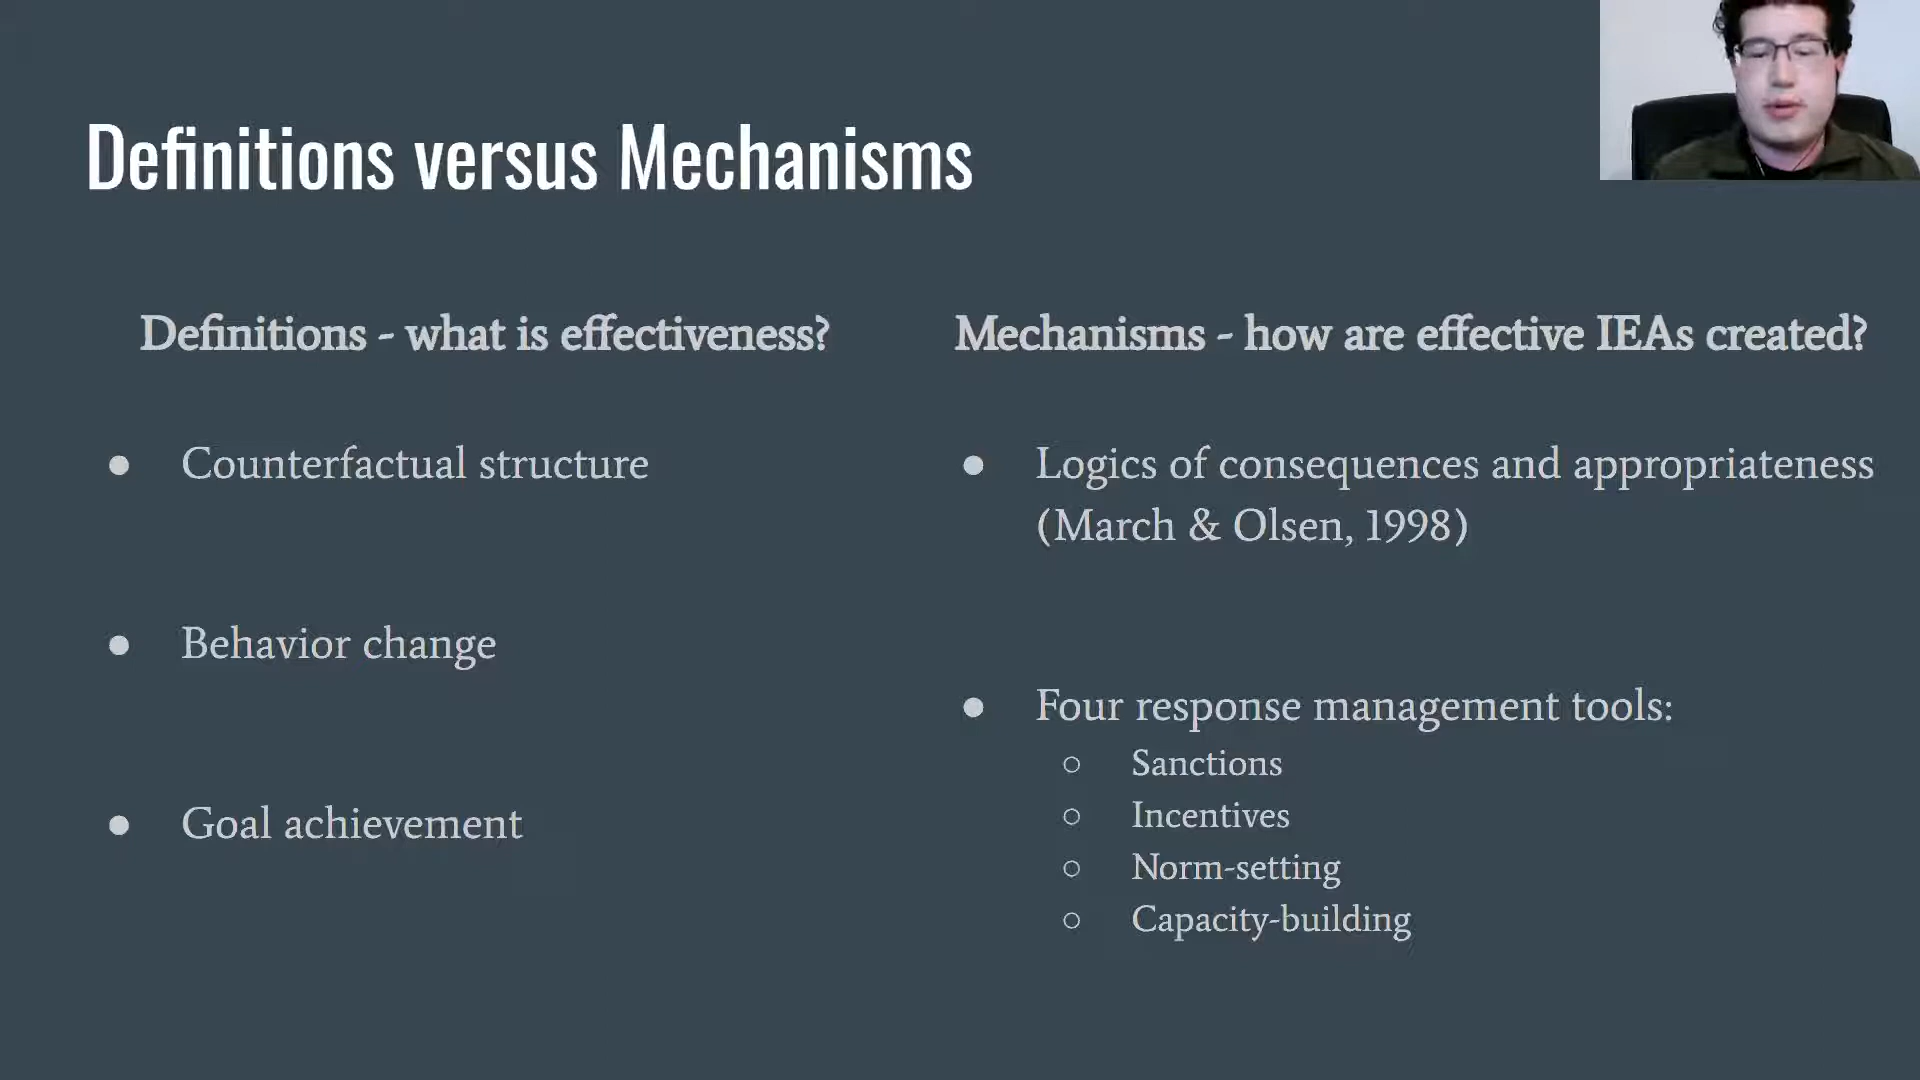 Definitions versus Mechanisms
Definitions - what is effectiveness?
● Counterfactual structure
● Behavior change
● Goal achievement
Mechanisms - how are effective IEAs created?
● Logics of consequences and appropriateness
(March & Olsen, 1998)
● Four response management tools:
○ Sanctions
○ Incentives
○ Norm-setting
○ Capacity-building